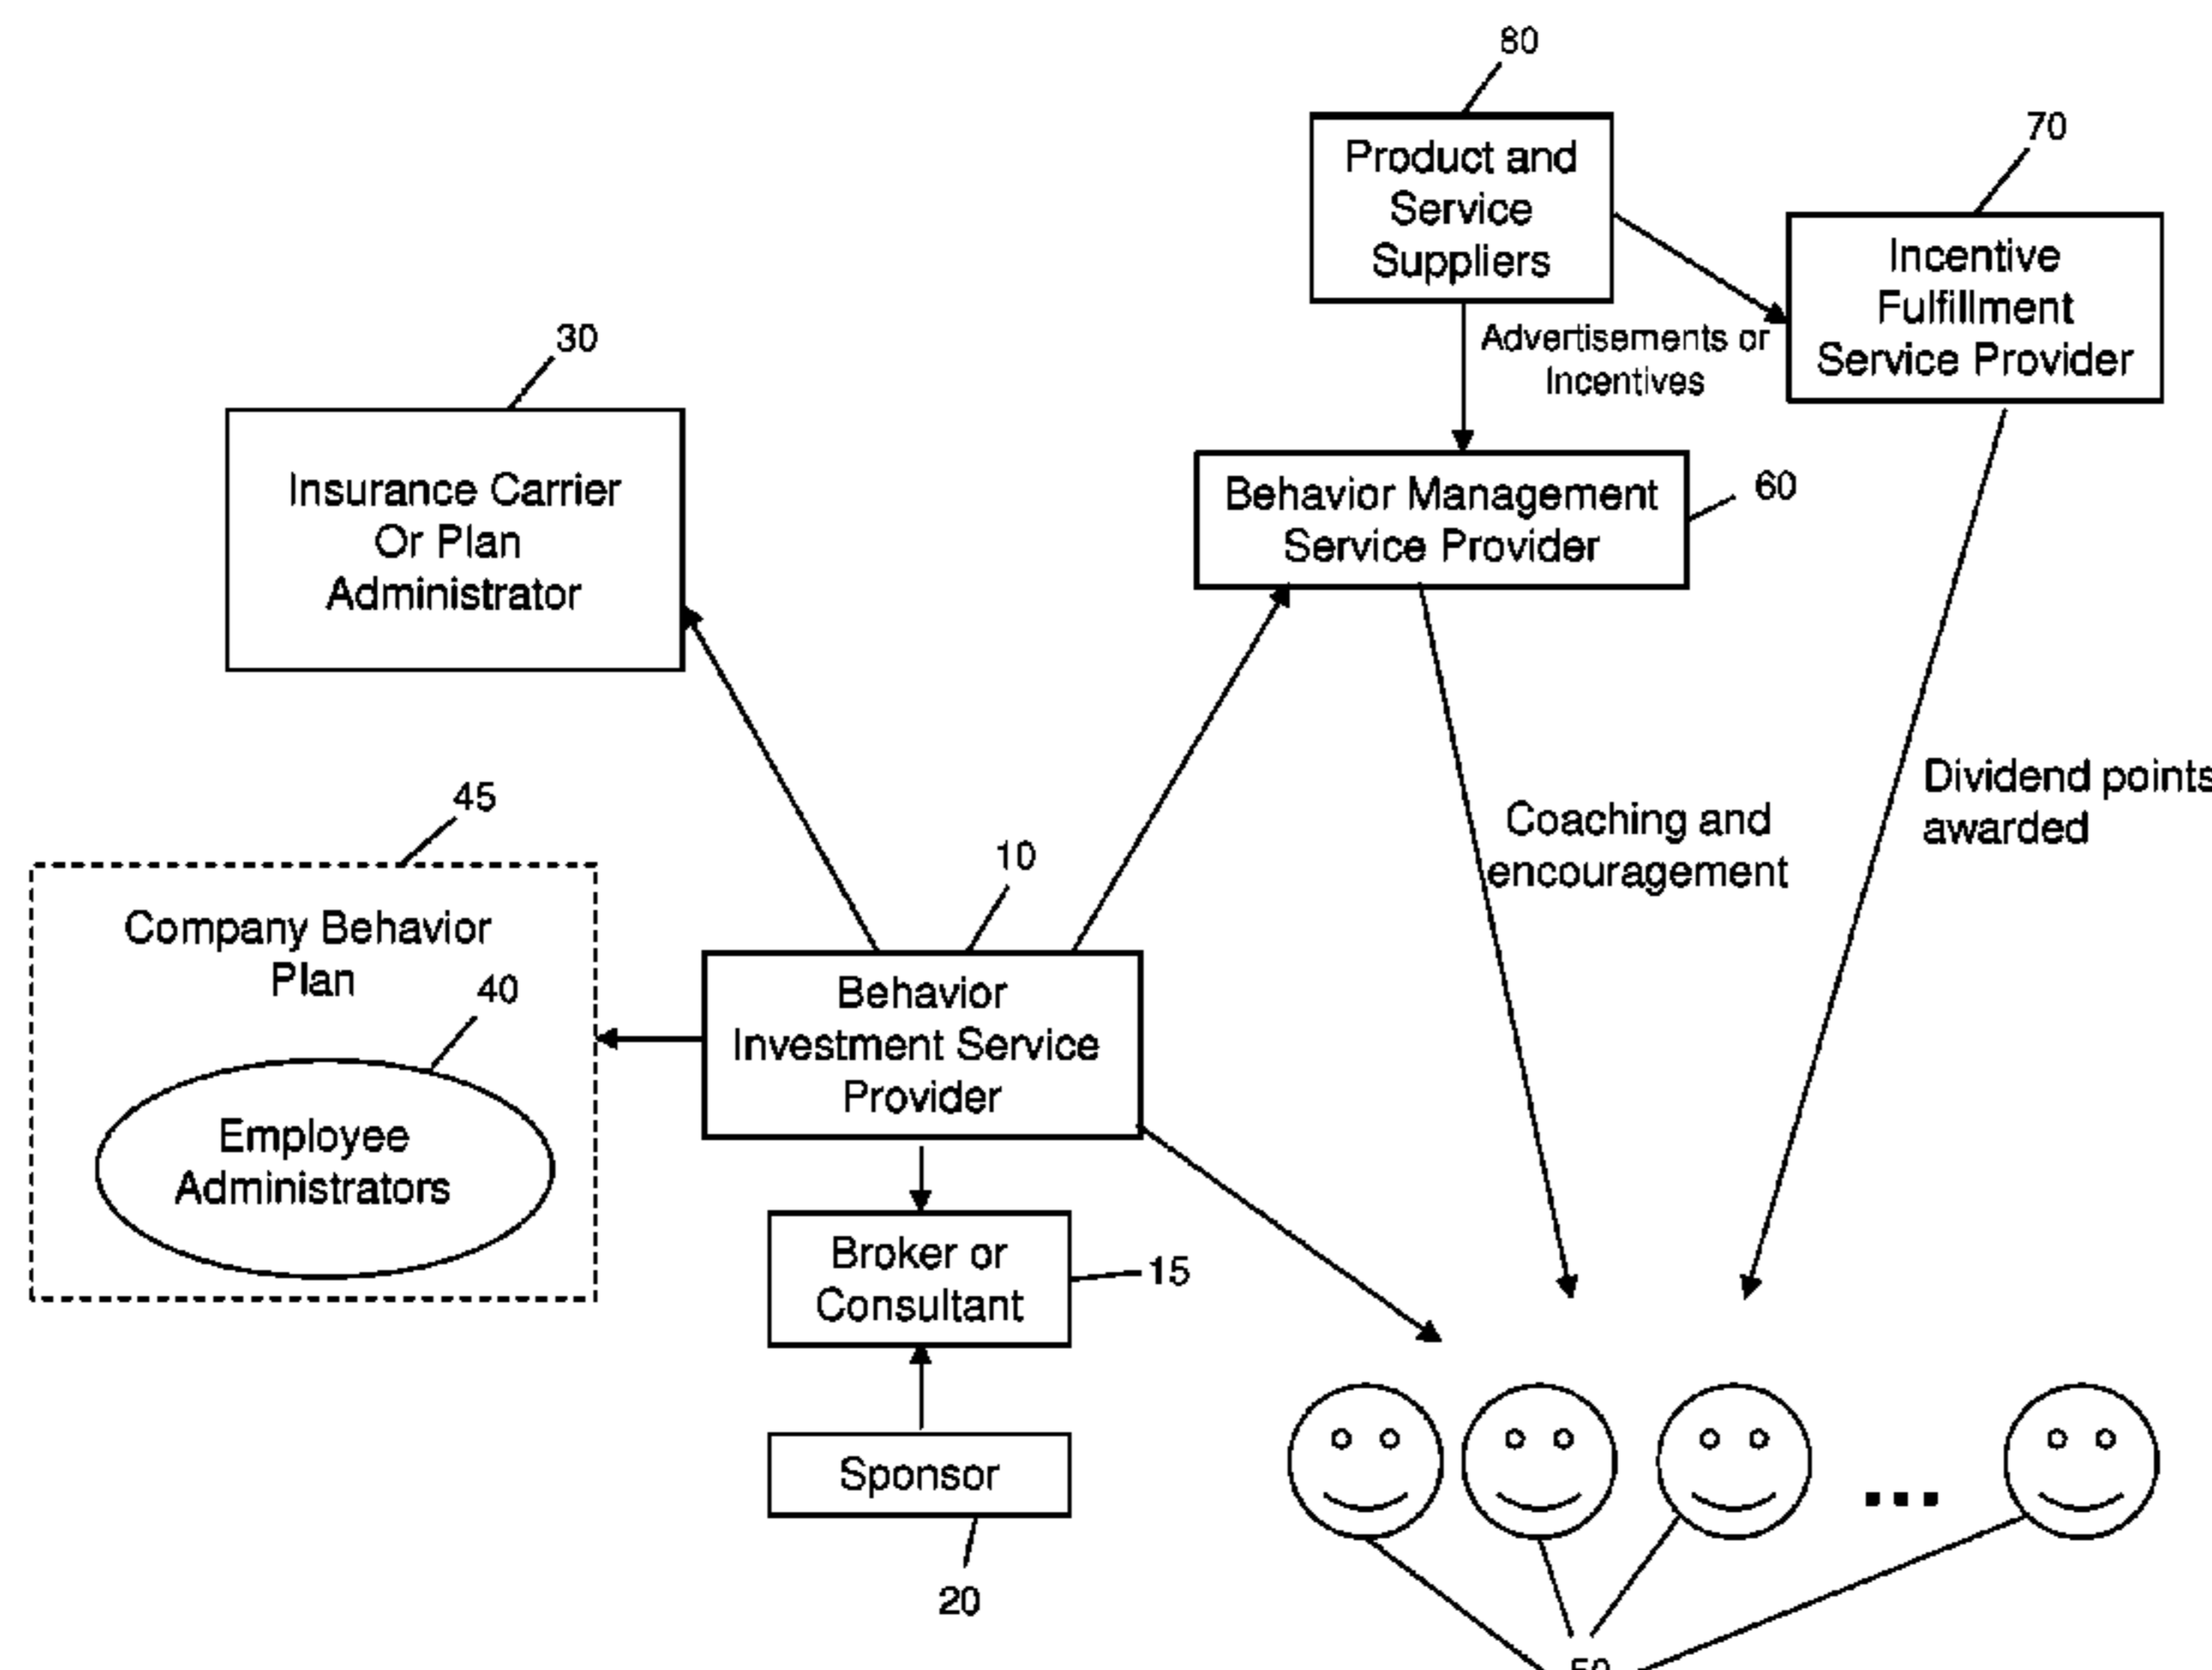 80
Product and
Service
Suppliers
70
Incentive
Fulfillment
Service Provider
Advertisements or
Incentives
30
Insurance Carrier
Or Plan
Administrator
Behavior Management
Service Provider
60
Dividend points
awarded
Coaching and
encouragement
45
Company Behavior
Plan
40
Employee
Administrators
10
Behavior
Investment Service
Provider
Broker or
Consultant
15
Sponsor
20
50